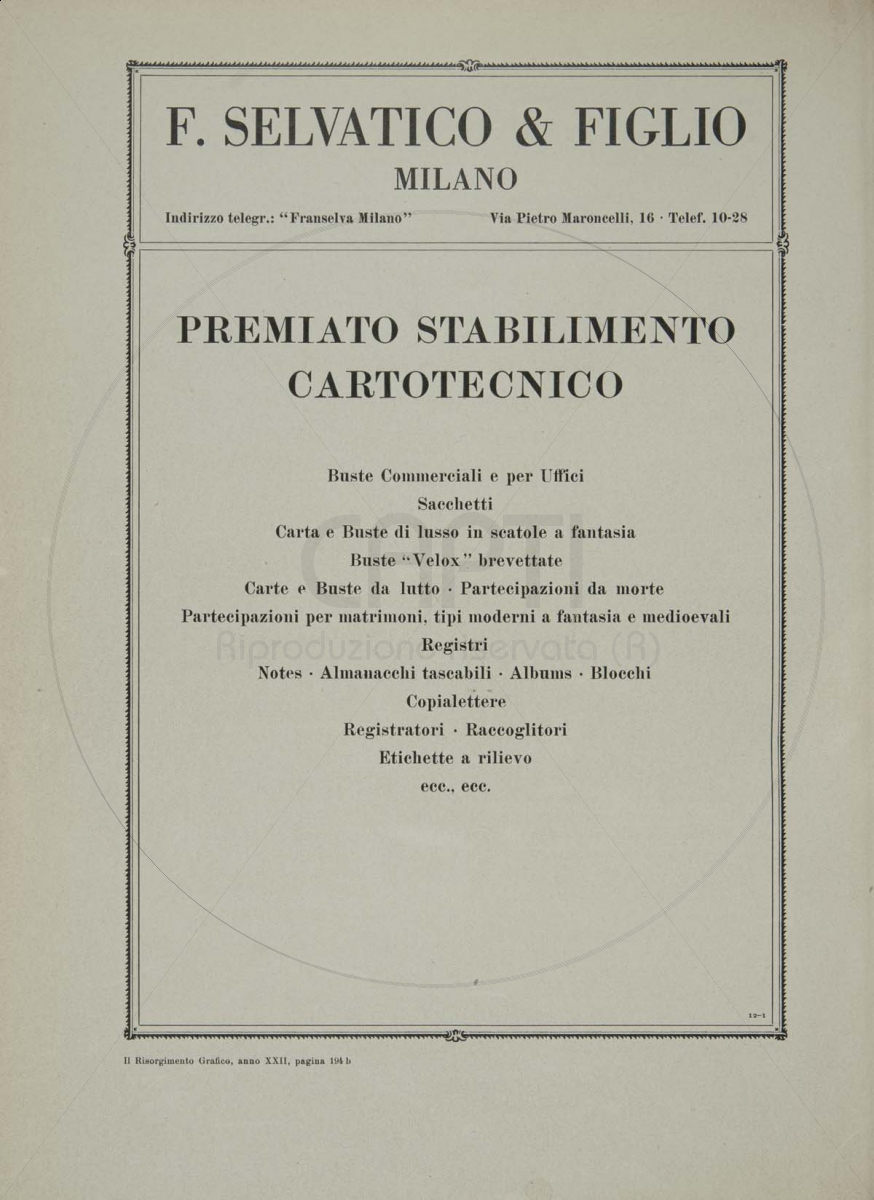 F. SELVATICO & FIGLIO
MILANO
Indirizzo telegr.: “Franselva Milano” Via Pietro Maroncelli, 16 · Telef. 10-28
PREMIATO STABILIMENTO
CARTOTECNICO
Buste Commerciali e per Uffici
Sacchetti
Carta e Buste di lusso in scatole a fantasia
Buste “Velox” brevettate
Carte e Buste da lutto · Partecipazioni da morte
Partecipazioni per matrimoni, tipi moderni a fantasia e medioevali
Riproduzione riservata (R)
Registri
Notes · Almanacchi tascabili · Albums · Blocchi
Copialettere
Registratori · Raccoglitori
Etichette a rilievo
ecc., ecc.
12-1
Il Risorgimento Grafico, anno XXII, pagina 194 b